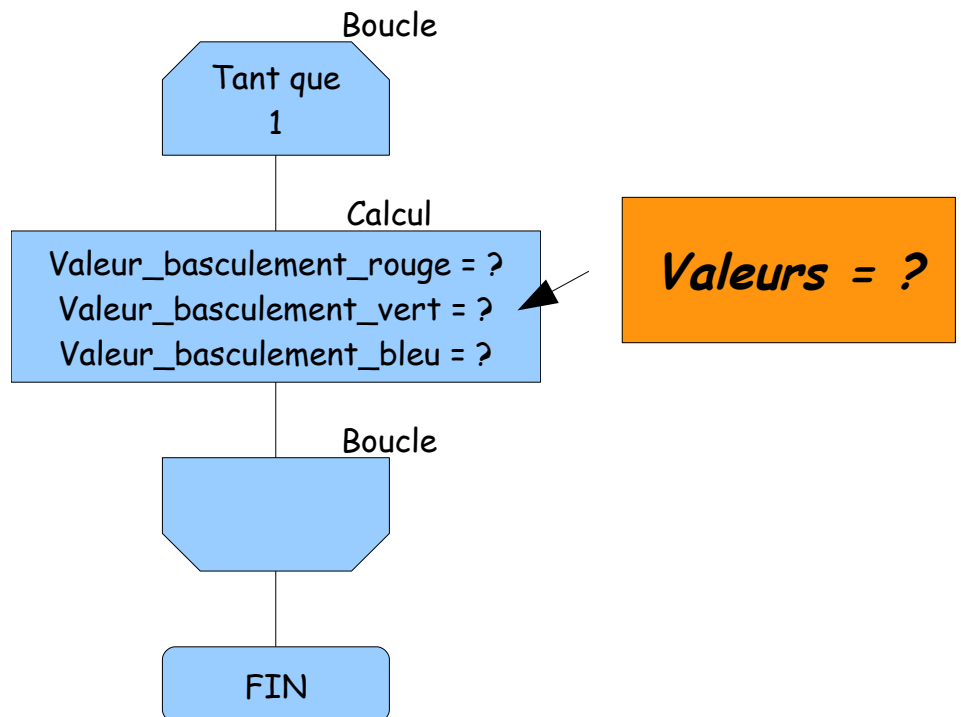 Boucle
Tant que
1
Calcul
Valeur_basculement_rouge = ?
Valeur_basculement_vert = ?
Valeur_basculement_bleu = ?
Valeurs = ?
Boucle
FIN